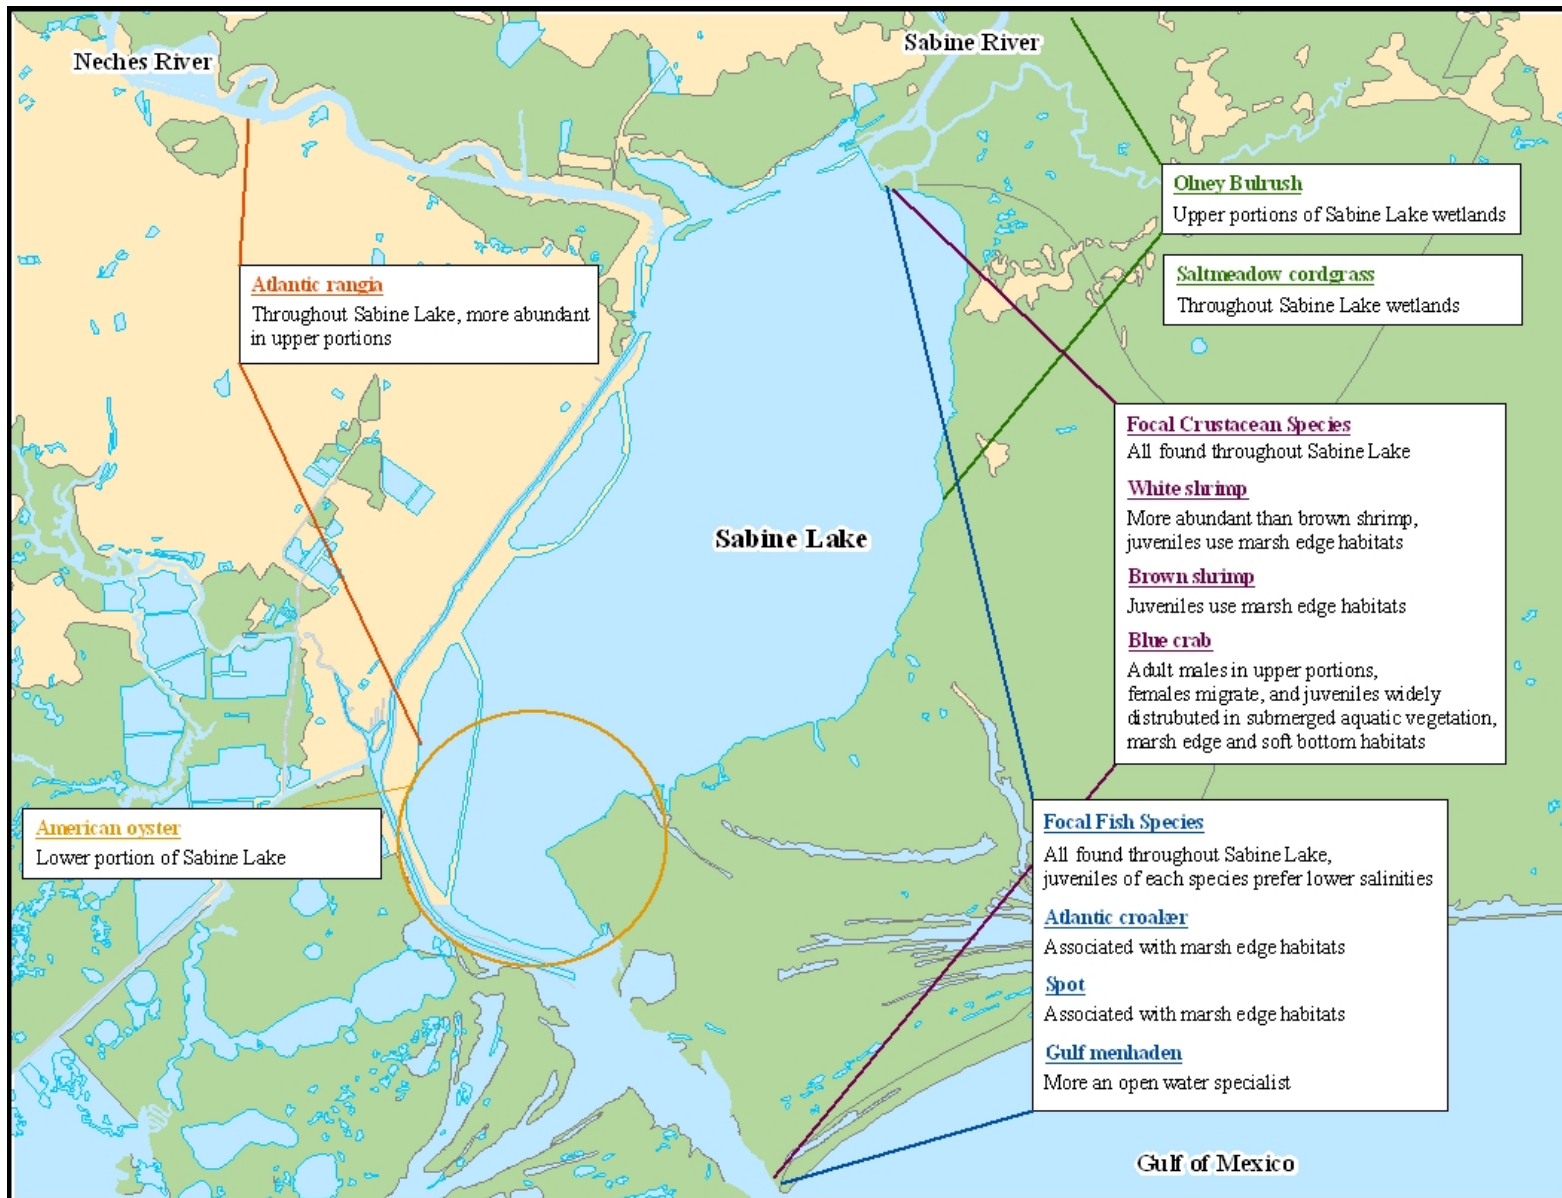 Neches River
Sabine River
Olney Bulrush
Upper portions of Sabine Lake wetlands
Saltmeadow cordgrass
Throughout Sabine Lake wetlands
Atlantic rangia
Throughout Sabine Lake, more abundant
in upper portions
Focal Crustacean Species
All found throughout Sabine Lake
White shrimp
More abundant than brown shrimp,
juveniles use marsh edge habitats
Brown shrimp
Juveniles use marsh edge habitats
Blue crab
Adult males in upper portions,
females migrate, and juveniles widely
distrubuted in submerged aquatic vegetation,
marsh edge and soft bottom habitats
Sabine Lake
American oyster
Lower portion of Sabine Lake
Focal Fish Species
All found throughout Sabine Lake,
juveniles of each species prefer lower salinities
Atlantic croaker
Associated with marsh edge habitats
Spot
Associated with marsh edge habitats
Gulf menhaden
More an open water specialist
Gulf of Mexico